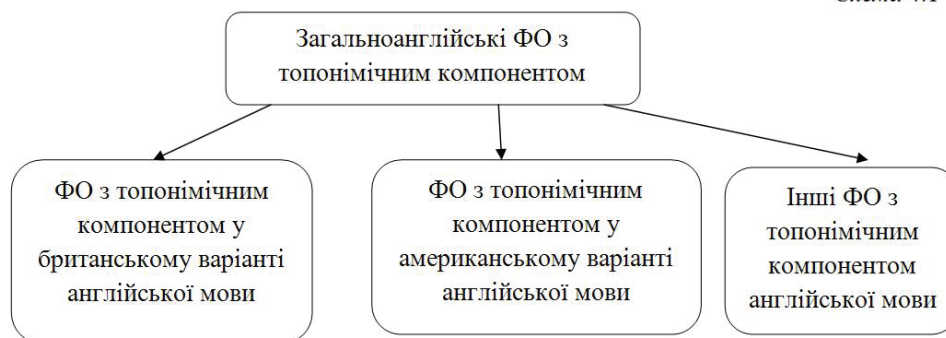 Загальноанглійські ФО з
топонімічним компонентом
ФО з топонімічним
компонентом у
британському варіанті
англійської мови
ФО з топонімічним
компонентом у
американському варіанті
англійської мови
Інші ФО з
топонімічним
компонентом
англійської мови